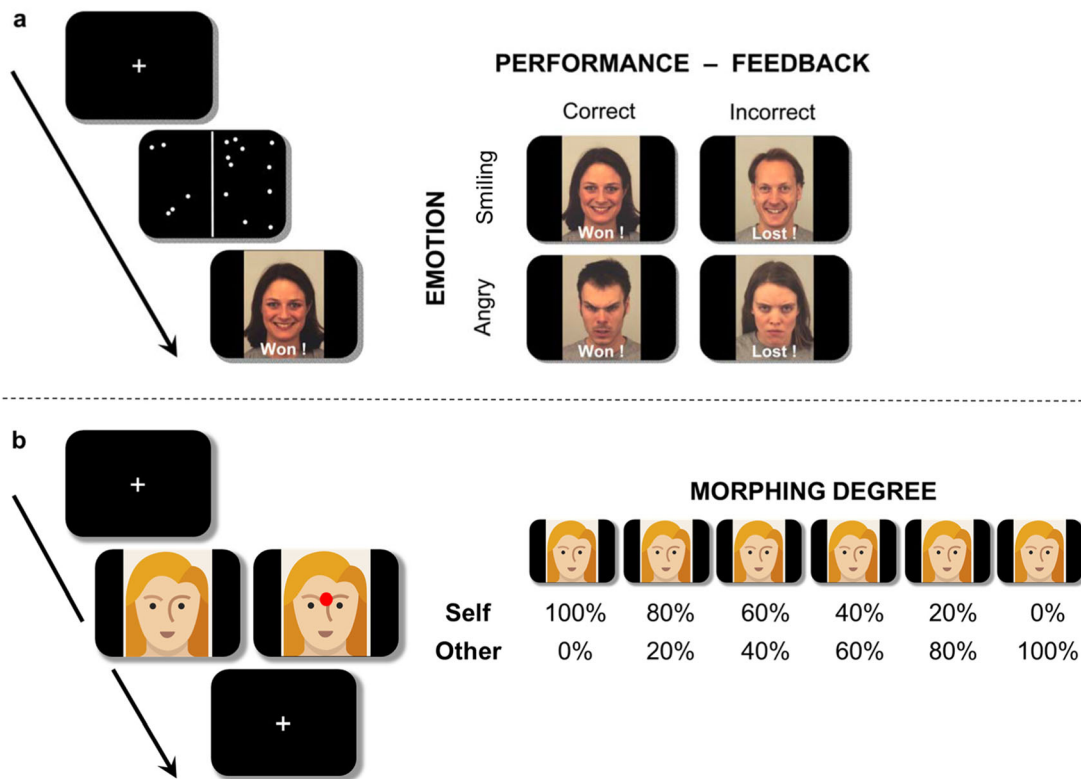 a
Won !
PERFORMANCE – FEEDBACK
Correct Incorrect
EMOTION
Smiling
Won ! Lost !
Angry
Won ! Lost !
b
MORPHING DEGREE
Self 100% 80% 60% 40% 20% 0%
Other 0% 20% 40% 60% 80% 100%